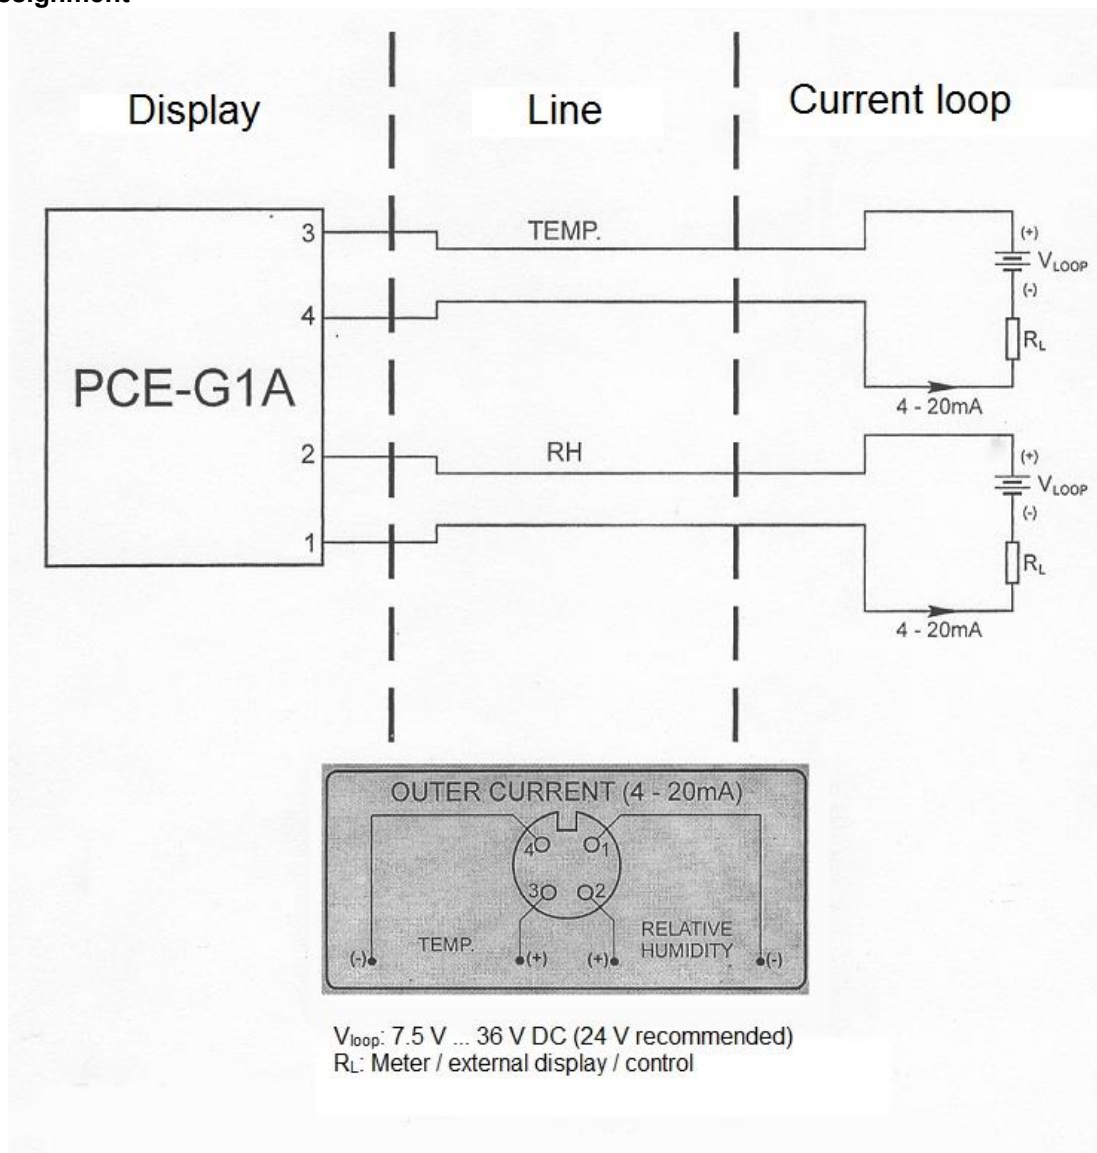 Display
Line
Current loop
3
TEMP.
(+)
V LOOP
(-)
4
RL
PCE-G1A
4 - 20mA
2
RH
(+)
V LOOP
(-)
1
RL
4 - 20mA
OUTER CURRENT (4 - 20mA)
4
1
3
2
TEMP.
RELATIVE
HUMIDITY
(-)
(+)
(+)
(-)
Vloop: 7.5 V ... 36 V DC (24 V recommended)
RL: Meter / external display / control